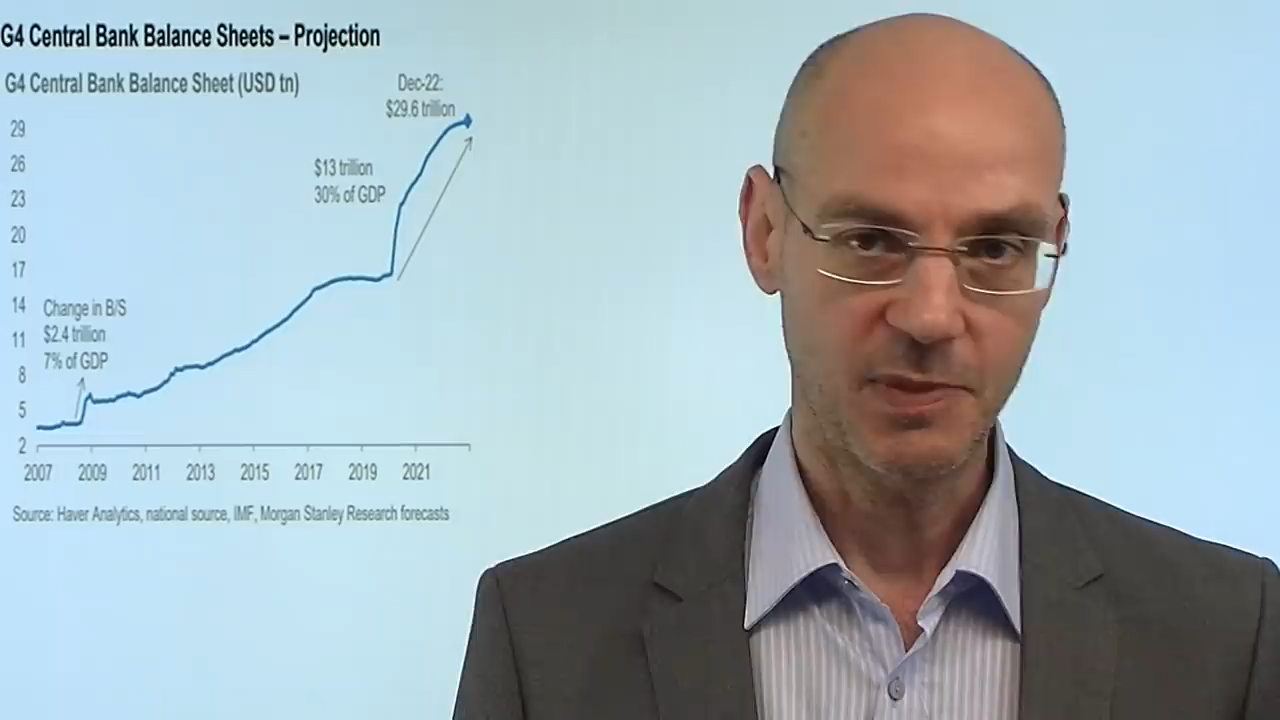 G4 Central Bank Balance Sheets – Projection
G4 Central Bank Balance Sheet (USD tn)
Dec-22:
$29.6 trillion
$13 trillion
30% of GDP
Change in B/S
$2.4 trillion
7% of GDP
29
26
23
20
17
14
11
8
5
2
2007 2009 2011 2013 2015 2017 2019 2021
Source: Haver Analytics, national source, IMF, Morgan Stanley Research forecasts